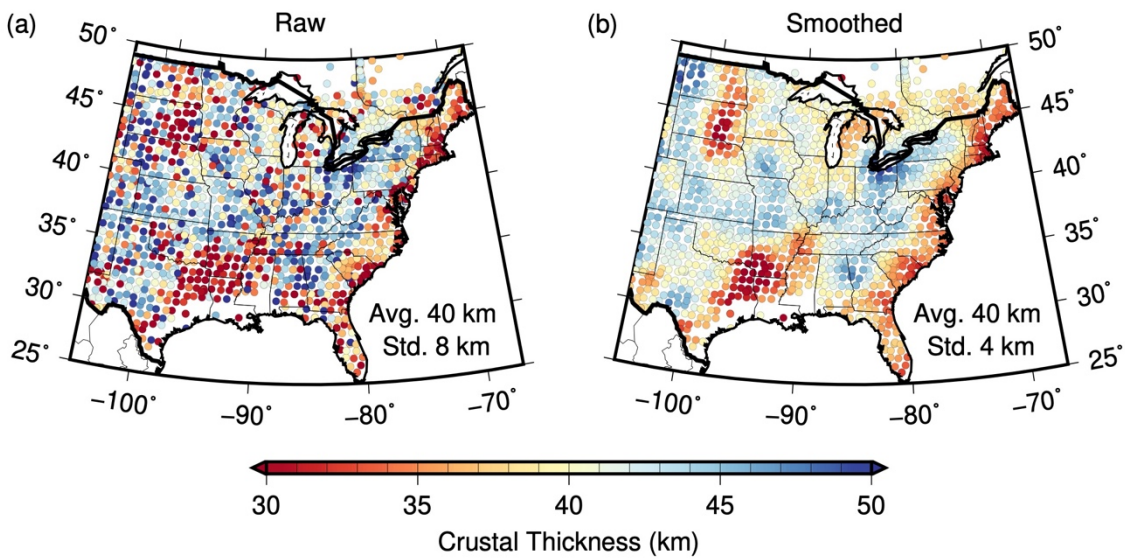 (a) Raw
(b) Smoothed
50˚
45˚
40˚
35˚
30˚
25˚
−100˚ −90˚ −80˚ −70˚
Avg. 40 km
Std. 8 km
50˚
45˚
40˚
35˚
30˚
25˚
−100˚ −90˚ −80˚ −70˚
Avg. 40 km
Std. 4 km
30 35 40 45 50
Crustal Thickness (km)